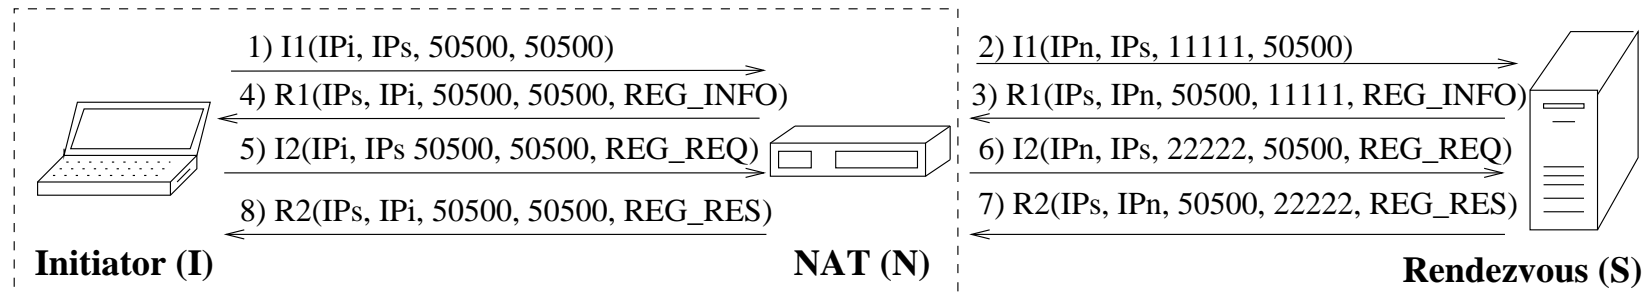 1) I1(IPi, IPs, 50500, 50500)
2) I1(IPn, IPs, 11111, 50500)
4) R1(IPs, IPi, 50500, 50500, REG_INFO)
3) R1(IPs, IPn, 50500, 11111, REG_INFO)
5) I2(IPi, IPs 50500, 50500, REG_REQ)
6) I2(IPn, IPs, 22222, 50500, REG_REQ)
8) R2(IPs, IPi, 50500, 50500, REG_RES)
7) R2(IPs, IPn, 50500, 22222, REG_RES)
Initiator (I)
NAT (N)
Rendezvous (S)